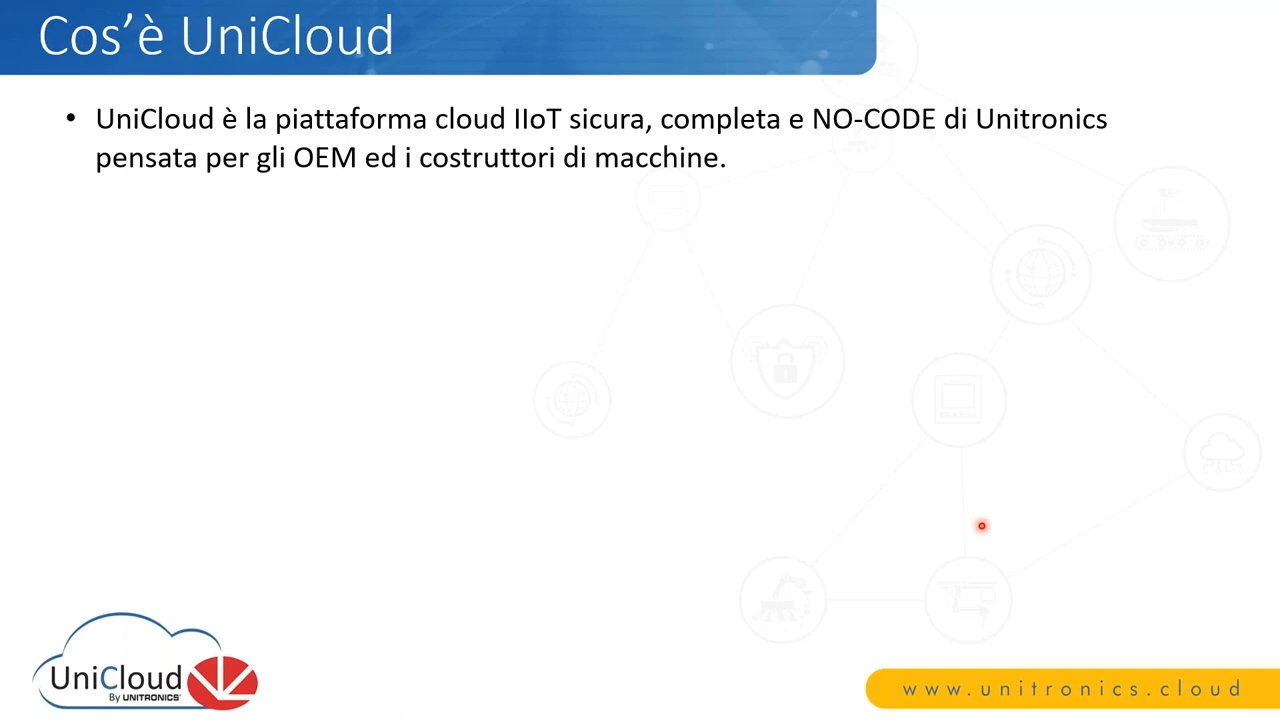 Cos’è UniCloud
• UniCloud è la piattaforma cloud IIoT sicura, completa e NO-CODE di Unitronics
pensata per gli OEM ed i costruttori di macchine.
UniCloud
By UNITRONICS
www.unitronics.cloud